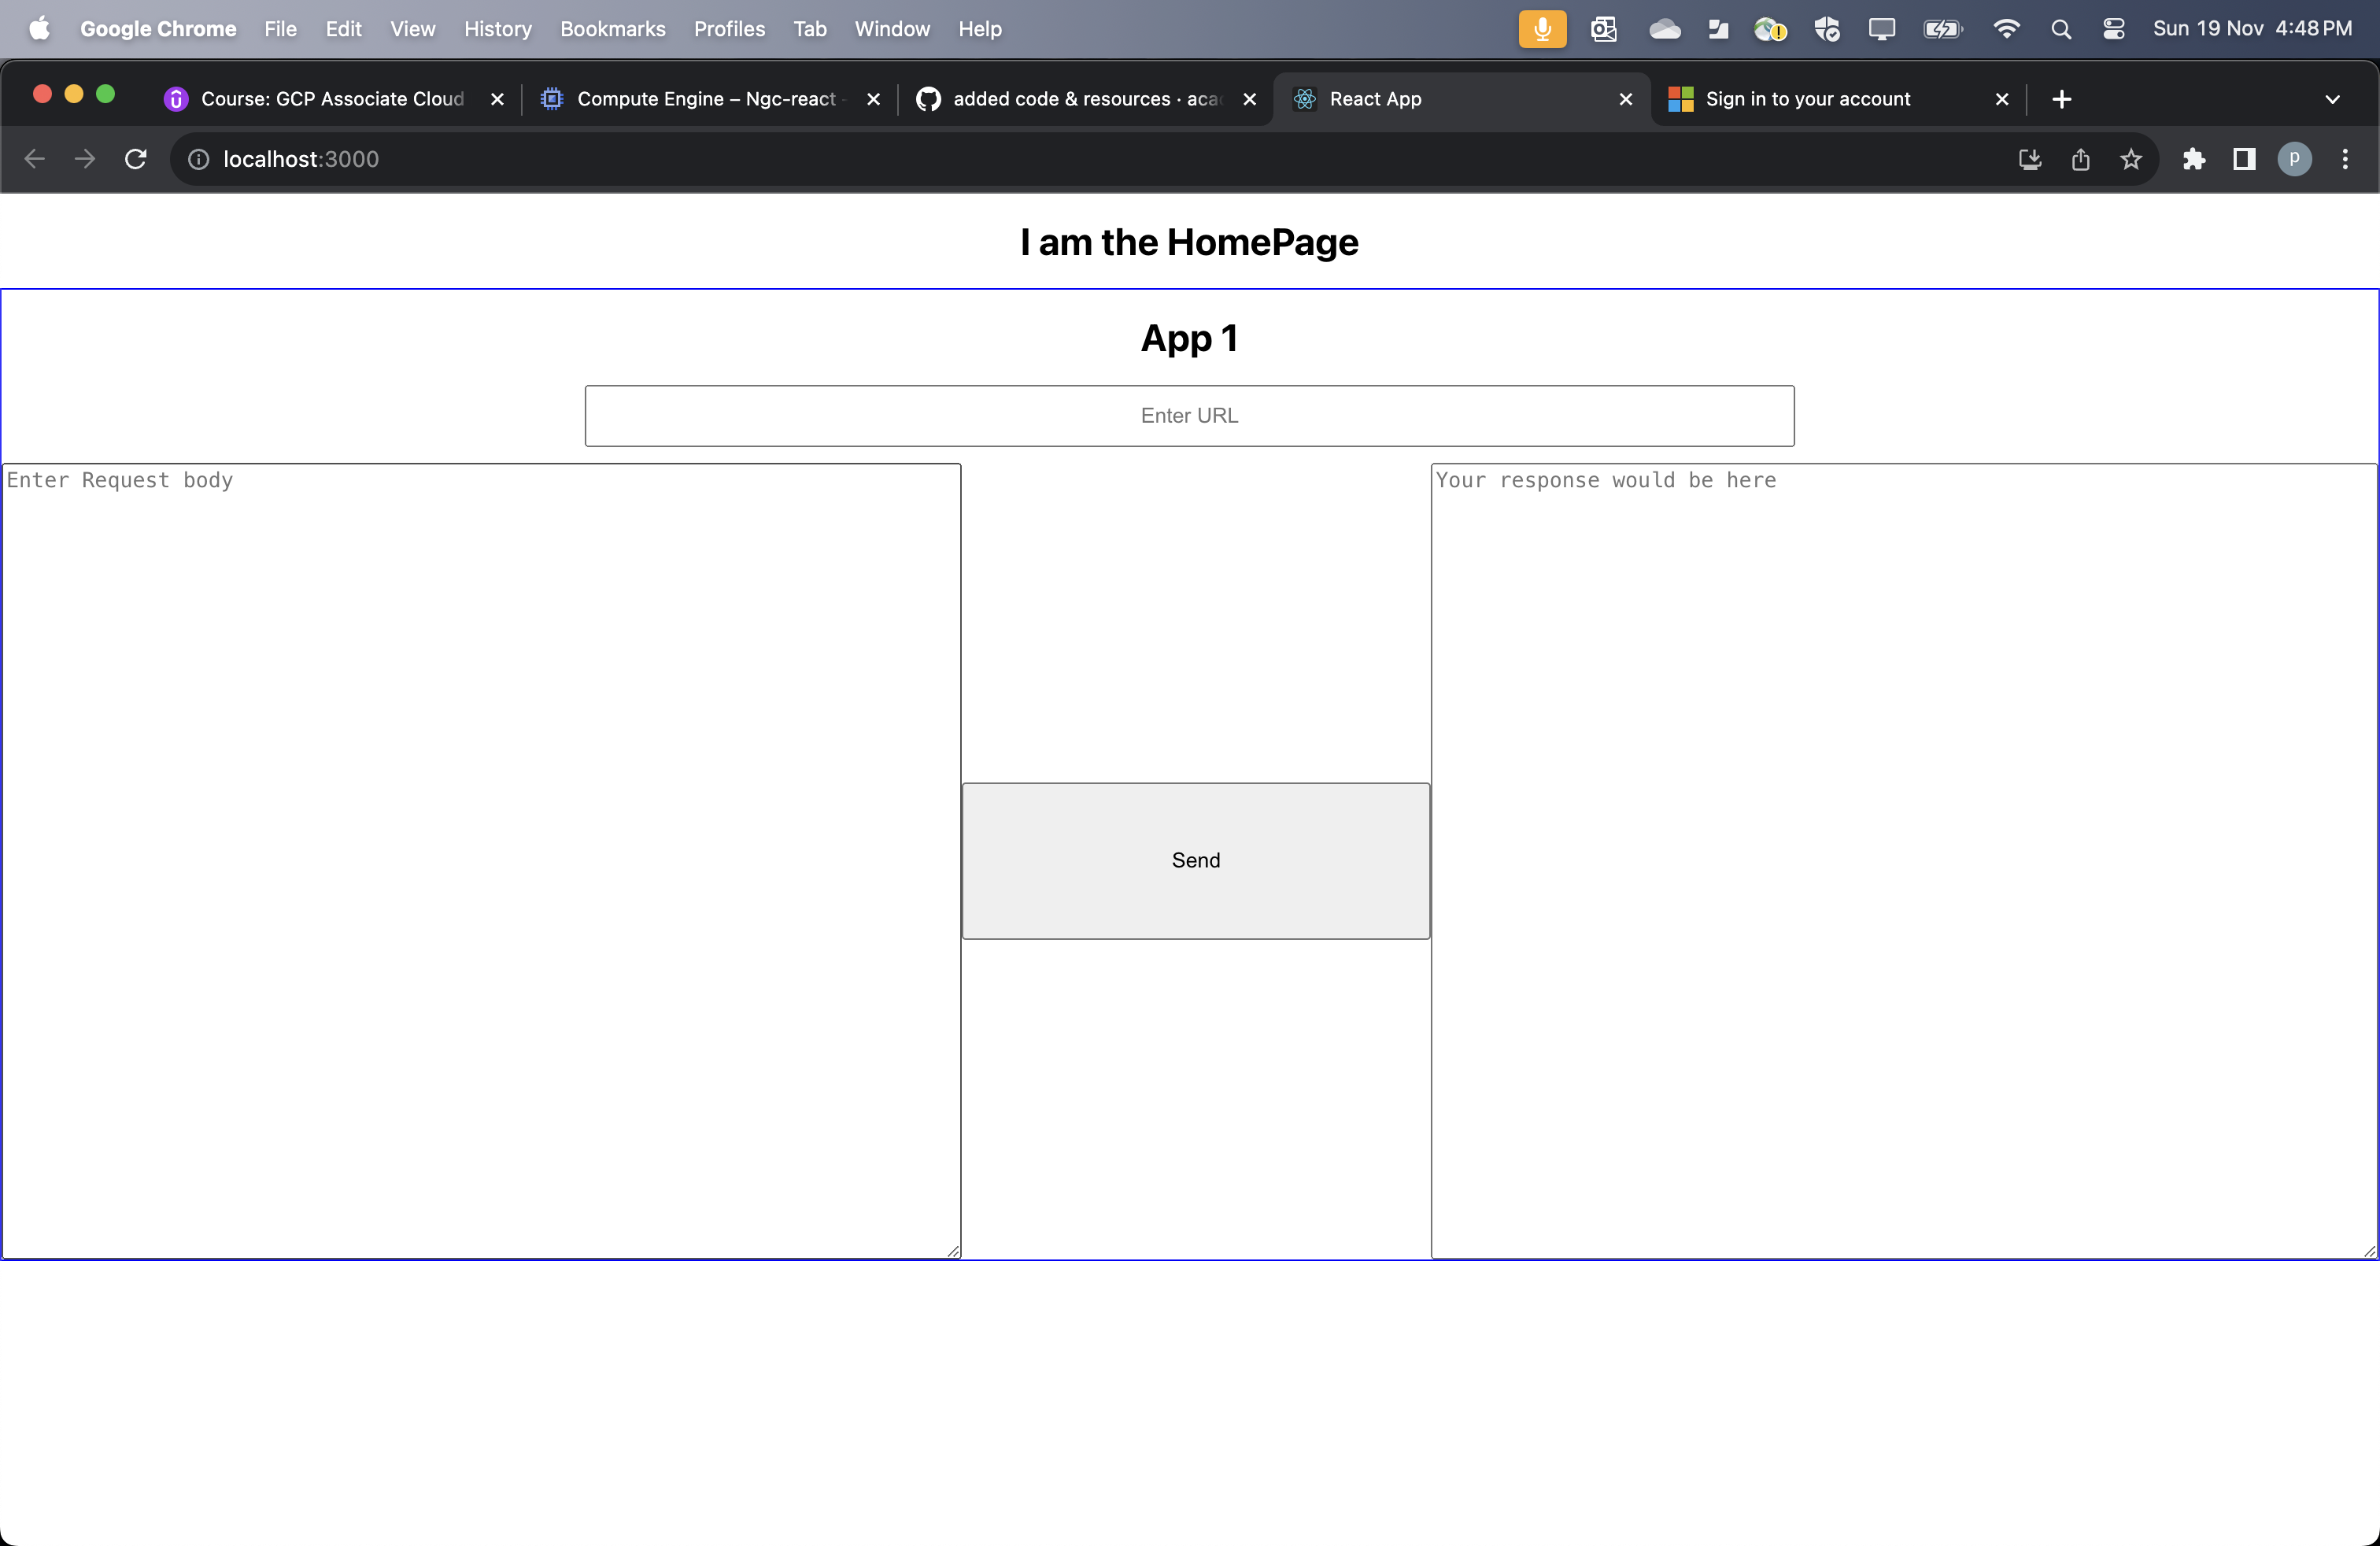 Google Chrome File Edit View History Bookmarks Profiles Tab Window Help Sun 19 Nov 4:48 PM
Course: GCP Associate Cloud Compute Engine – Ngc-react - added code & resources · aca React App Sign in to your account
localhost:3000 P
I am the HomePage
App 1
Enter URL
Enter Request body Your response would be here
Send